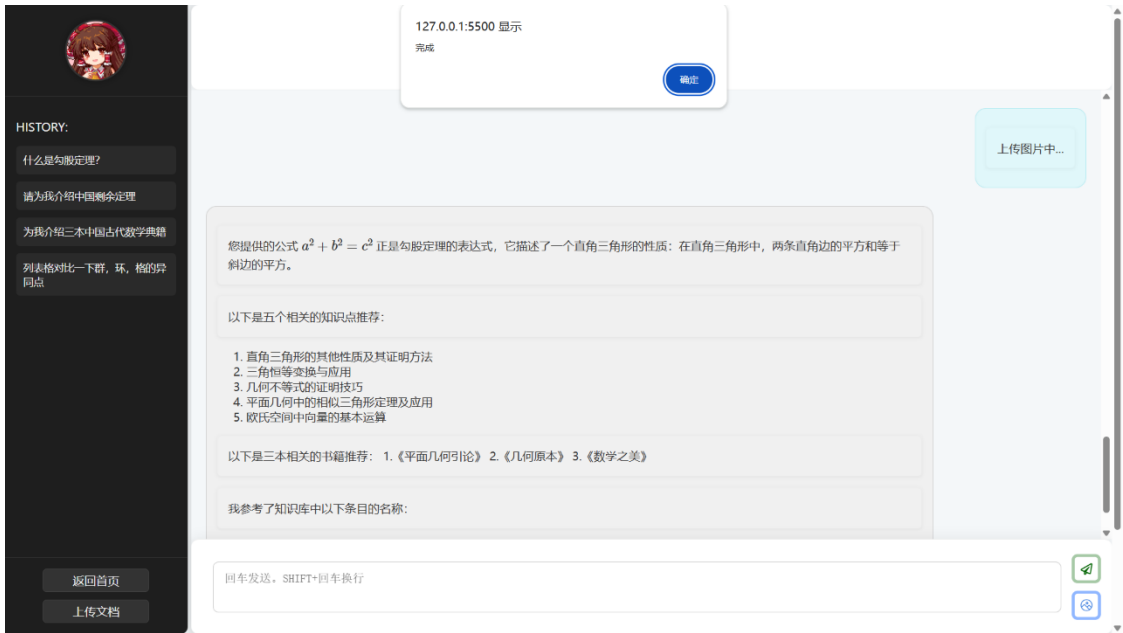 127.0.0.1:5500 显示
完成
确定
HISTORY:
什么是勾股定理?
请为我介绍中国剩余定理
为我介绍三本中国古代数学典籍
列表格对比一下群，环，格的异
同点
返回首页
上传文档
上传图片中...
您提供的公式 a² + b² = c² 正是勾股定理的表达式，它描述了一个直角三角形的性质：在直角三角形中，两条直角边的平方和等于
斜边的平方。
以下是五个相关的知识点推荐：
1. 直角三角形的其他性质及其证明方法
2. 三角恒等变换与应用
3. 几何不等式的证明技巧
4. 平面几何中的相似三角形定理及应用
5. 欧氏空间中向量的基本运算
以下是三本相关的书籍推荐： 1.《平面几何引论》 2.《几何原本》 3.《数学之美》
我参考了知识库中以下条目的名称:
回车发送。SHIFT+回车换行